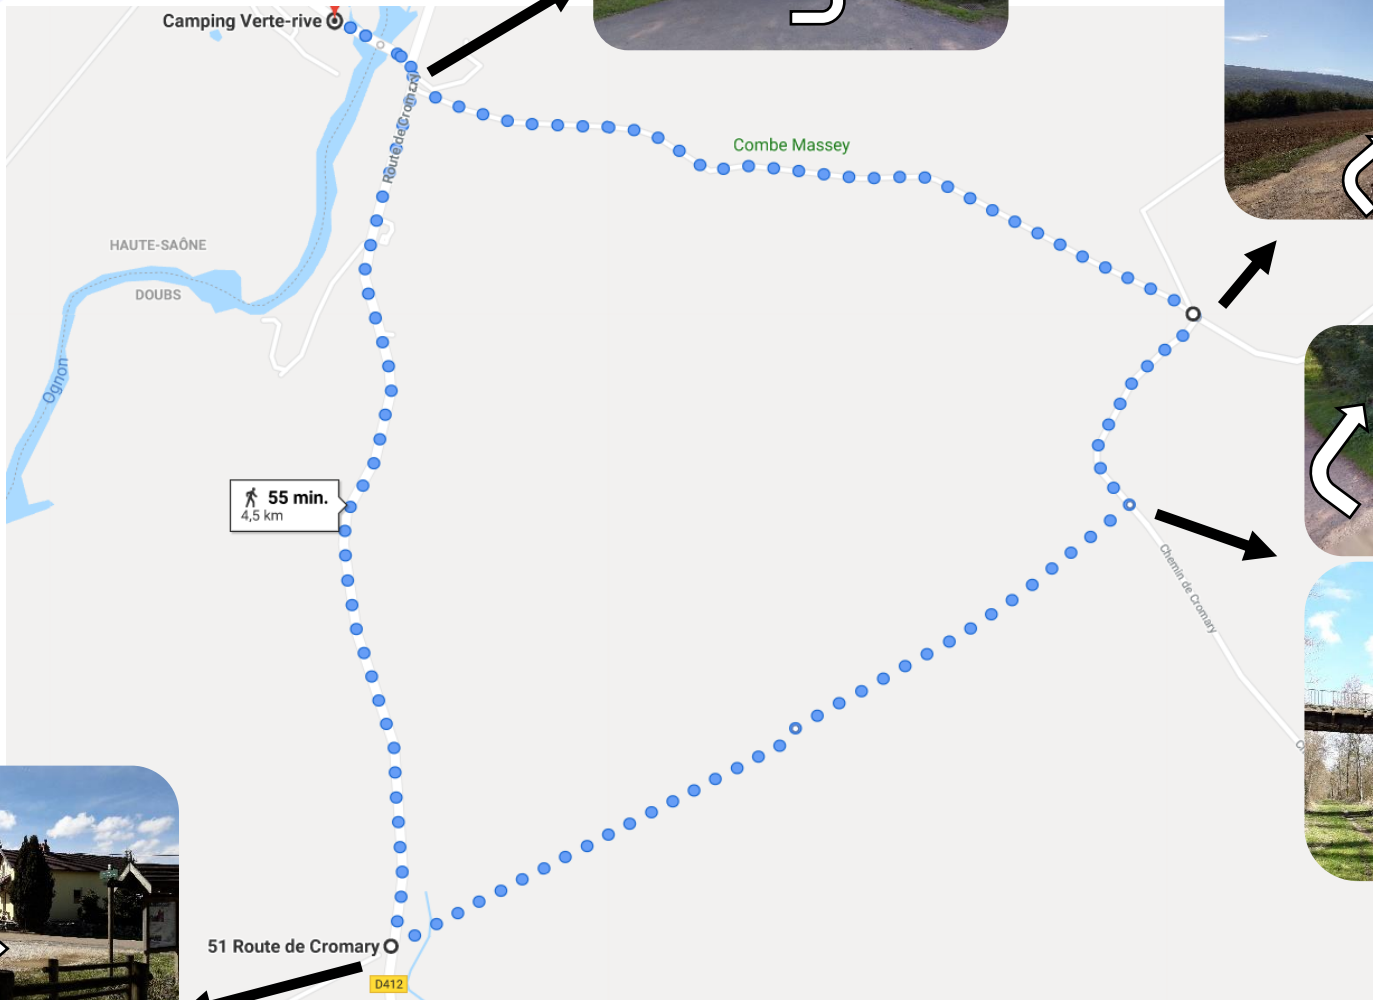 Camping Verte-rive
Route de Cromary
Combe Massey
HAUTE-SAÔNE
DOUBS
Ognon
55 min.
4,5 km
Chemin de Cromary
51 Route de Cromary
D412